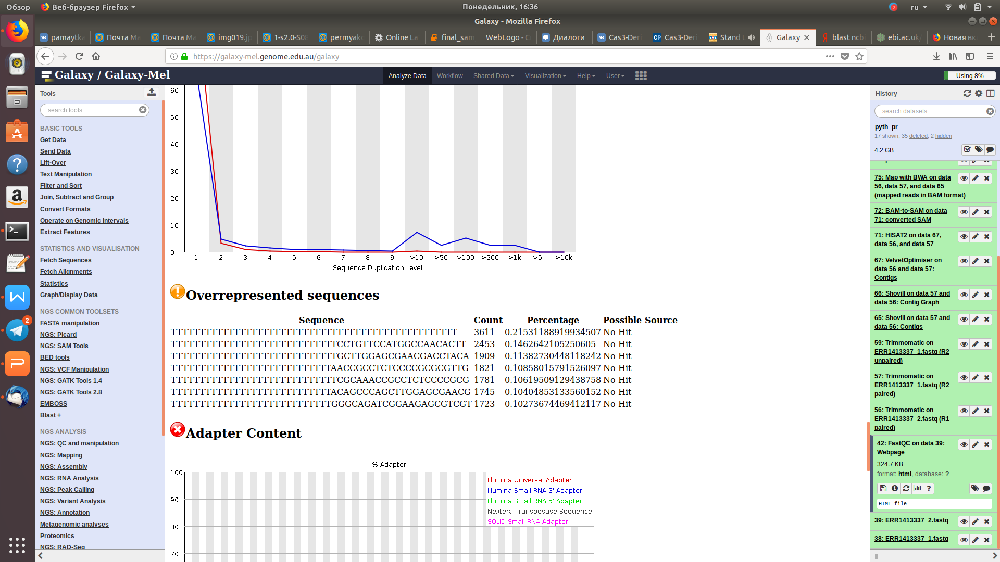 Обзор
Веб-браузер Firefox
Понедельник, 16:36
2
ru
Galaxy - Mozilla Firefox
pamaytka
Почта Ma
Почта Ma
img019.jp
1-s2.0-S08
permyako
Online La
final_sam
WebLogo - C
Диалоги
Cas3-Deri
Cas3-Deri
Stand
Galaxy
blast ncbi
ebi.ac.uk/
Новая вк
https://galaxy-mel.genome.edu.au/galaxy
Galaxy / Galaxy-Mel
Analyze Data
Workflow
Shared Data
Visualization
Help
User
Using 8%
Tools
search tools
BASIC TOOLS
Get Data
Send Data
Lift-Over
Text Manipulation
Filter and Sort
Join, Subtract and Group
Convert Formats
Operate on Genomic Intervals
Extract Features
STATISTICS AND VISUALISATION
Fetch Sequences
Fetch Alignments
Statistics
Graph/Display Data
NGS COMMON TOOLSETS
FASTA manipulation
NGS: Picard
NGS: SAM Tools
BED tools
NGS: VCF Manipulation
NGS: GATK Tools 1.4
NGS: GATK Tools 2.8
EMBOSS
Blast +
NGS ANALYSIS
NGS: QC and manipulation
NGS: Mapping
NGS: Assembly
NGS: RNA Analysis
NGS: Peak Calling
NGS: Variant Analysis
NGS: Annotation
Metagenomic analyses
Proteomics
NGS: RAD-Seq
2
60
50
40
30
20
10
0
1 2 3 4 5 6 7 8 9 >10 >50 >100 >500 >1k >5k >10k
Sequence Duplication Level
Overrepresented sequences
Sequence Count Percentage Possible Source
TTTTTTTTTTTTTTTTTTTTTTTTTTTTTTTTTTTTTTTTTTTTTTTTTT 3611 0.21531188919934507 No Hit
TTTTTTTTTTTTTTTTTTTTTTTTTTTTTCCTGTTCCATGGCCAACACTT 2453 0.1462642105250605 No Hit
TTTTTTTTTTTTTTTTTTTTTTTTTTTTTGCTTGGAGCGAACGACCTACA 1909 0.11382730448118242 No Hit
TTTTTTTTTTTTTTTTTTTTTTTTTTTTAACCGCCTCTCCCCGCGCGTTG 1821 0.10858015791526097 No Hit
TTTTTTTTTTTTTTTTTTTTTTTTTTTTTCGCAAACCGCCTCTCCCCGCG 1781 0.10619509129438758 No Hit
TTTTTTTTTTTTTTTTTTTTTTTTTTTTACAGCCCAGCTTGGAGCGAACG 1745 0.10404853133560152 No Hit
TTTTTTTTTTTTTTTTTTTTTTTTTTTTGGGCAGATCGGAAGAGCGTCGT 1723 0.10273674469412117 No Hit
Adapter Content
% Adapter
100
90
80
70
Illumina Universal Adapter
Illumina Small RNA 3' Adapter
Illumina Small RNA 5' Adapter
Nextera Transposase Sequence
SOLID Small RNA Adapter
History
search datasets
pyth_pr
17 shown, 35 deleted, 2 hidden
4.2 GB
75: Map with BWA on data
56, data 57, and data 65
(mapped reads in BAM format)
72: BAM-to-SAM on data
71: converted SAM
71: HISAT2 on data 67,
data 56, and data 57
67: VelvetOptimiser on
data 56 and data 57:
Contigs
66: Shovill on data 57 and
data 56: Contig Graph
65: Shovill on data 57 and
data 56: Contigs
59: Trimmomatic on
ERR1413337_1.fastq (R2
unpaired)
57: Trimmomatic on
ERR1413337_1.fastq (R2
paired)
56: Trimmomatic on
ERR1413337_2.fastq (R1
paired)
42: FastQC on data 39:
Webpage
324.7 KB
format: html, database: ?
HTML file
39: ERR1413337_2.fastq
38: ERR1413337_1.fastq